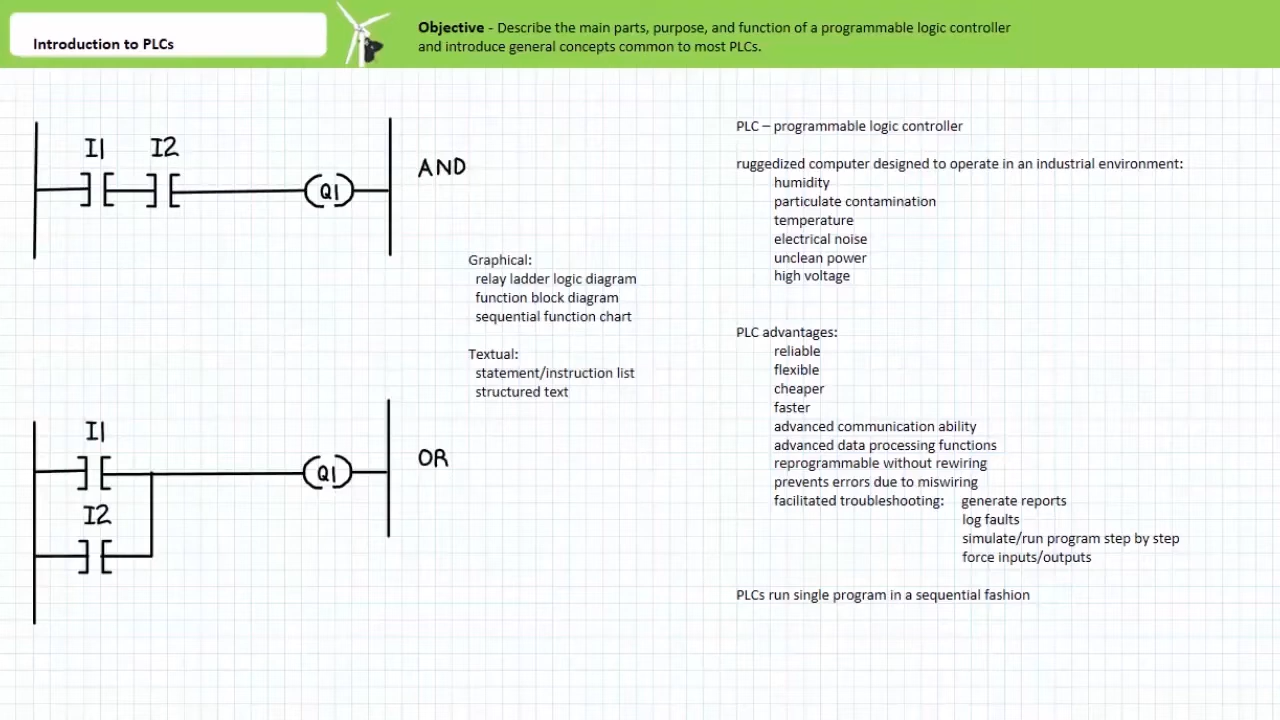 Introduction to PLCs
Objective - Describe the main parts, purpose, and function of a programmable logic controller
and introduce general concepts common to most PLCs.
I1 I2
Q1
AND
Graphical:
relay ladder logic diagram
function block diagram
sequential function chart
Textual:
statement/instruction list
structured text
I1
Q1
OR
I2
PLC – programmable logic controller
ruggedized computer designed to operate in an industrial environment:
humidity
particulate contamination
temperature
electrical noise
unclean power
high voltage
PLC advantages:
reliable
flexible
cheaper
faster
advanced communication ability
advanced data processing functions
reprogrammable without rewiring
prevents errors due to miswiring
facilitated troubleshooting: generate reports
log faults
simulate/run program step by step
force inputs/outputs
PLCs run single program in a sequential fashion